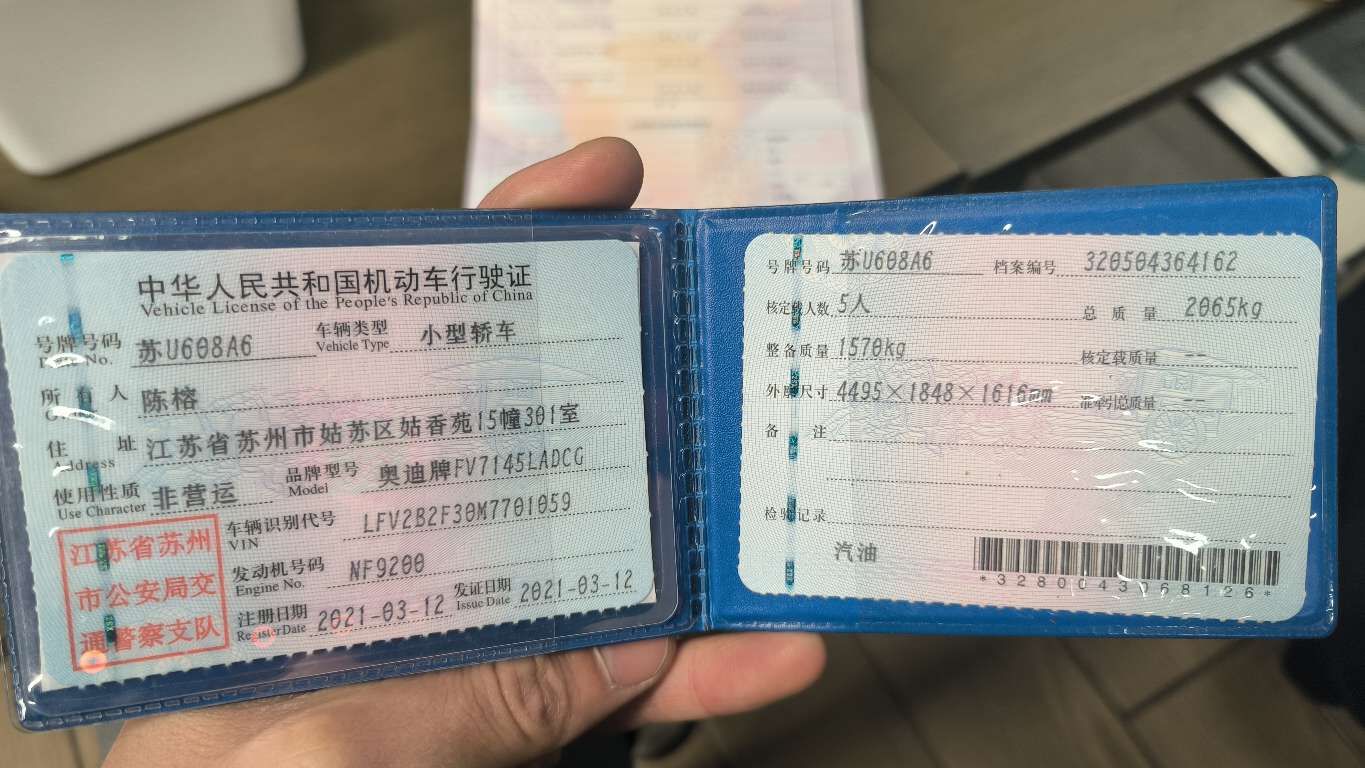 中华人民共和国机动车行驶证
Vehicle License of the People's Republic of China
号牌号码 苏U608A6 车辆类型 小型轿车
Plate No. Vehicle Type
所有人 陈榕
住址 江苏省苏州市姑苏区姑香苑15幢301室
Address
使用性质 非营运 品牌型号 奥迪牌FV7145LADCG
Use Character Model
江苏省苏州
市公安局交
通警察支队
车辆识别代号 LFV2B2F30M7701059
VIN
发动机号码 NF9200
Engine No.
注册日期 2021-03-12 发证日期 2021-03-12
Register Date Issue Date
号牌号码 苏U608A6 档案编号 320504364162
核定载人数 5人 总质量 2065kg
整备质量 1570kg 核定载质量 --
外廓尺寸 4495×1848×1616mm 准牵引总质量 --
备注
检验记录
汽油
*3280043068126*